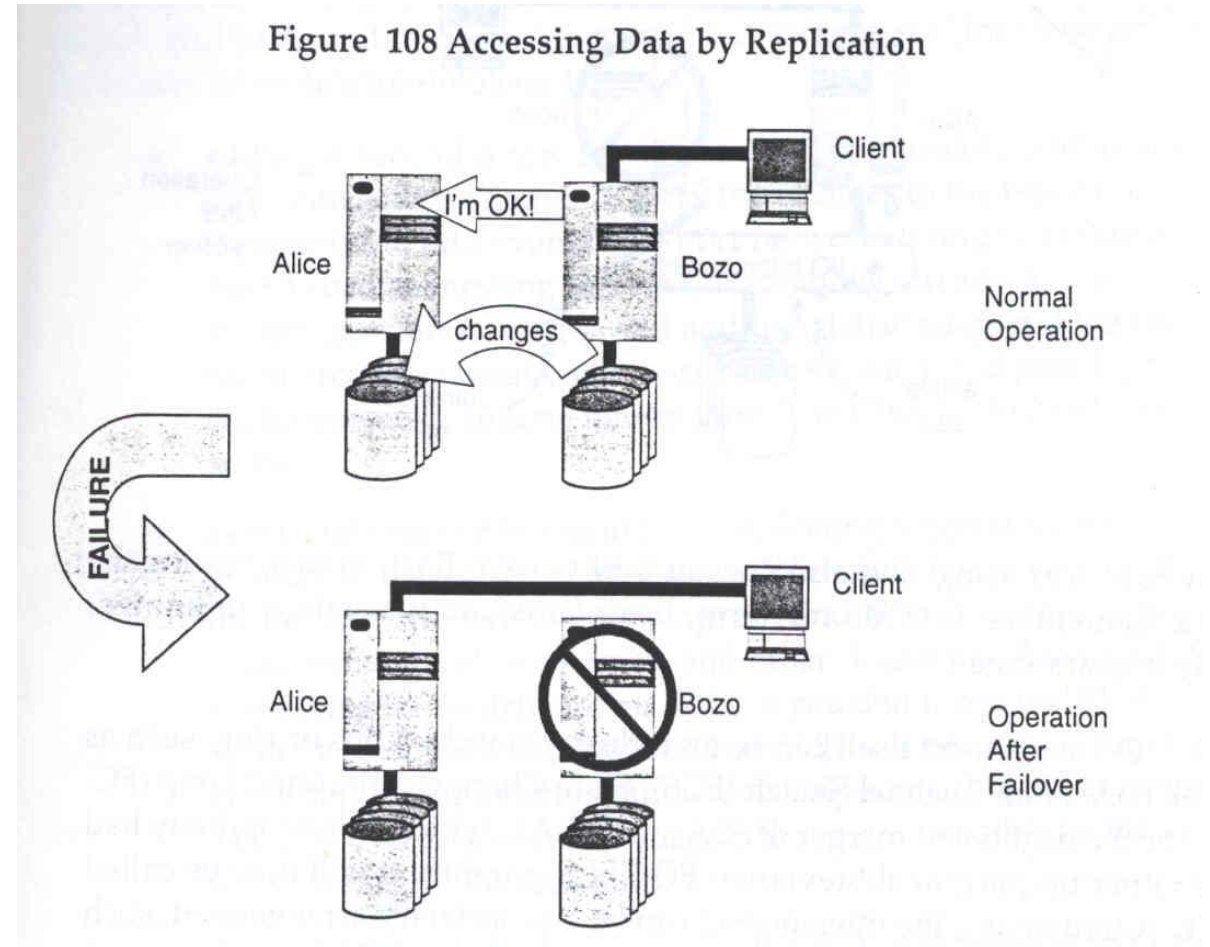 Figure 108 Accessing Data by Replication
Client
I'm OK!
Alice
Bozo
Normal
Operation
changes
FAILURE
Client
Alice
Bozo
Operation
After
Failover